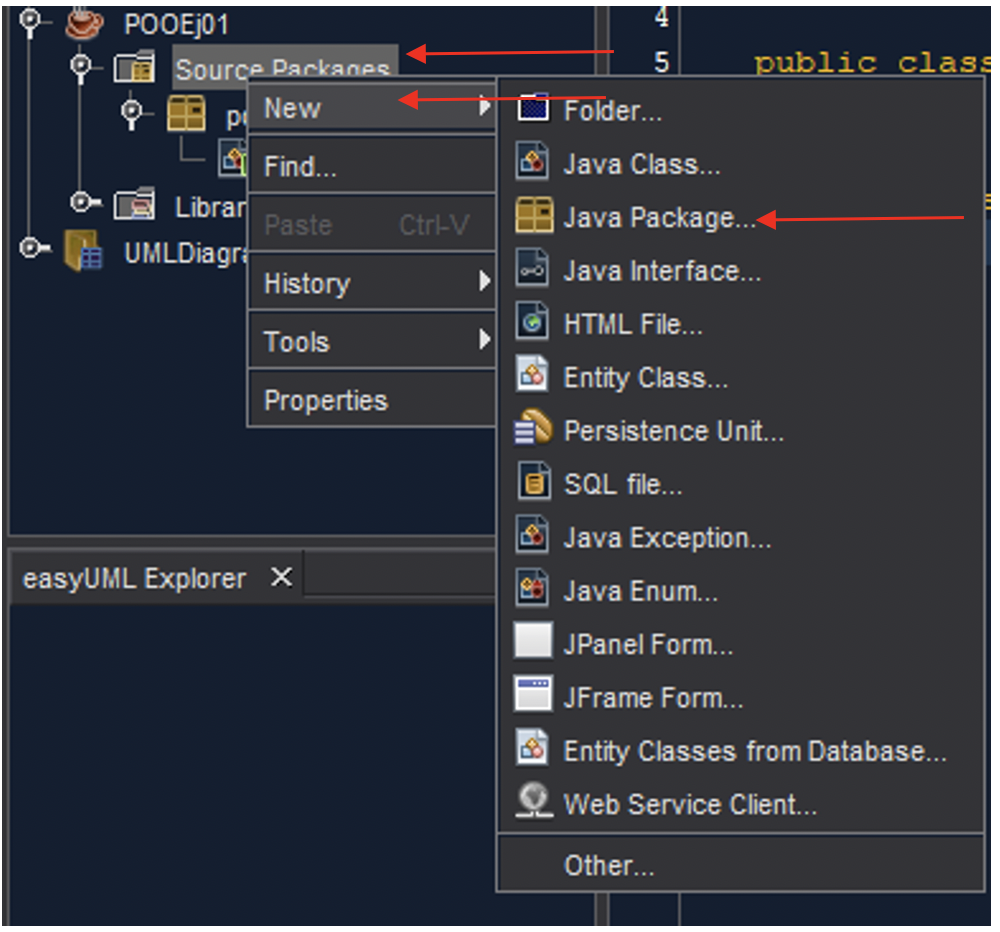 POOEj01
4
Source Packages
5 public class
po
New
Find...
Paste Ctrl-V
History
Tools
Properties
Librar
UMLDiagra
Folder...
Java Class...
Java Package...
Java Interface...
HTML File...
Entity Class...
Persistence Unit...
SQL file...
Java Exception...
Java Enum...
JPanel Form...
JFrame Form...
Entity Classes from Database...
Web Service Client...
Other...
easyUML Explorer